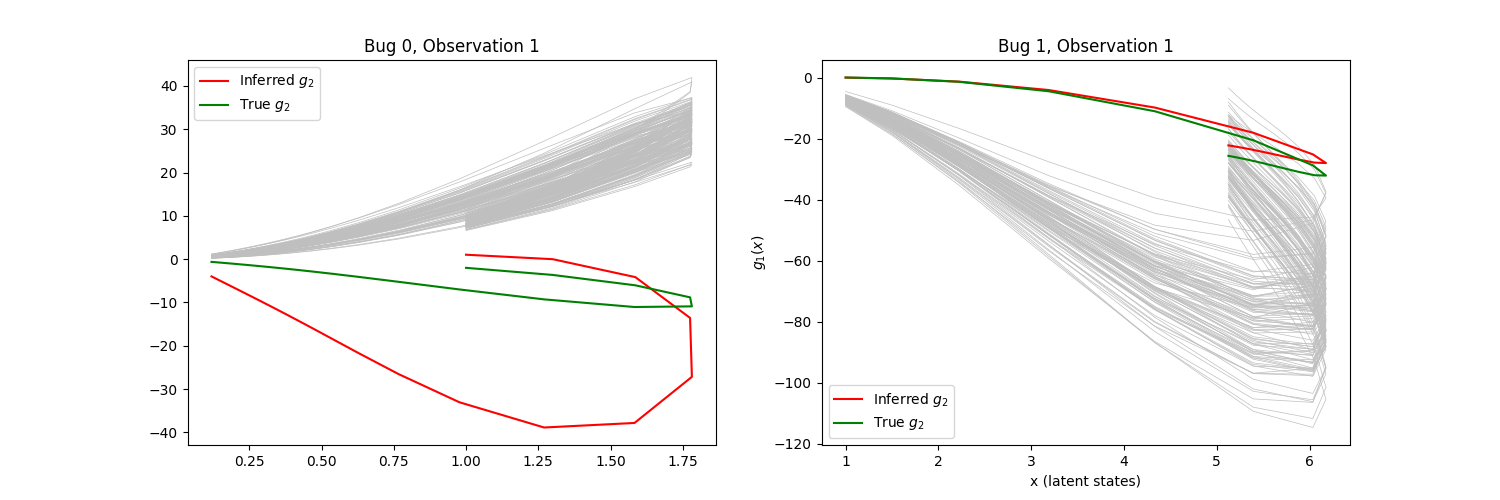 Bug 0, Observation 1
Inferred g₂
True g₂
40
30
20
10
0
−10
−20
−30
−40
0.25 0.50 0.75 1.00 1.25 1.50 1.75
Bug 1, Observation 1
g₁(x)
0
−20
−40
−60
−80
−100
−120
Inferred g₂
True g₂
1 2 3 4 5 6
x (latent states)